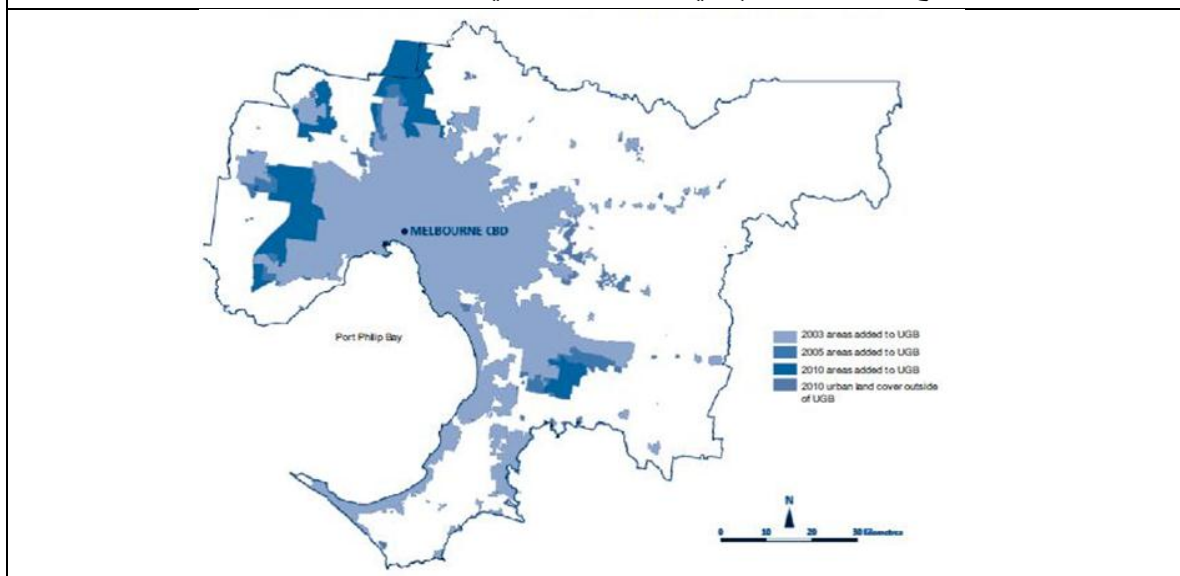 MELBOURNE CBD
Port Philip Bay
2003 areas added to UGB
2005 areas added to UGB
2010 areas added to UGB
2010 urban land cover outside
of UGB
N
0 10 20 30 Kilometres